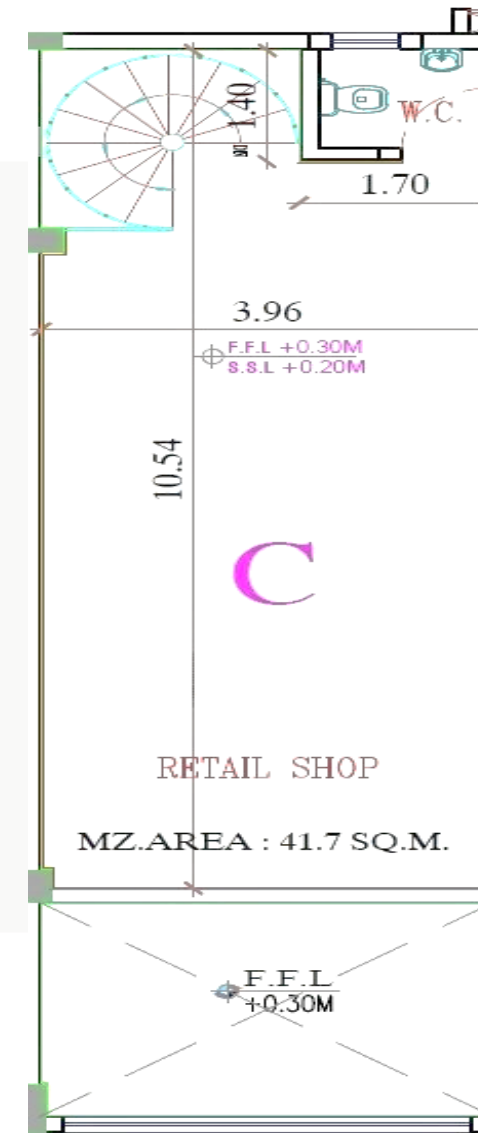 1.40
W.C.
1.70
3.96
F.F.L +0.30M
S.S.L +0.20M
10.54
C
RETAIL SHOP
MZ.AREA : 41.7 SQ.M.
F.F.L
+0.30M